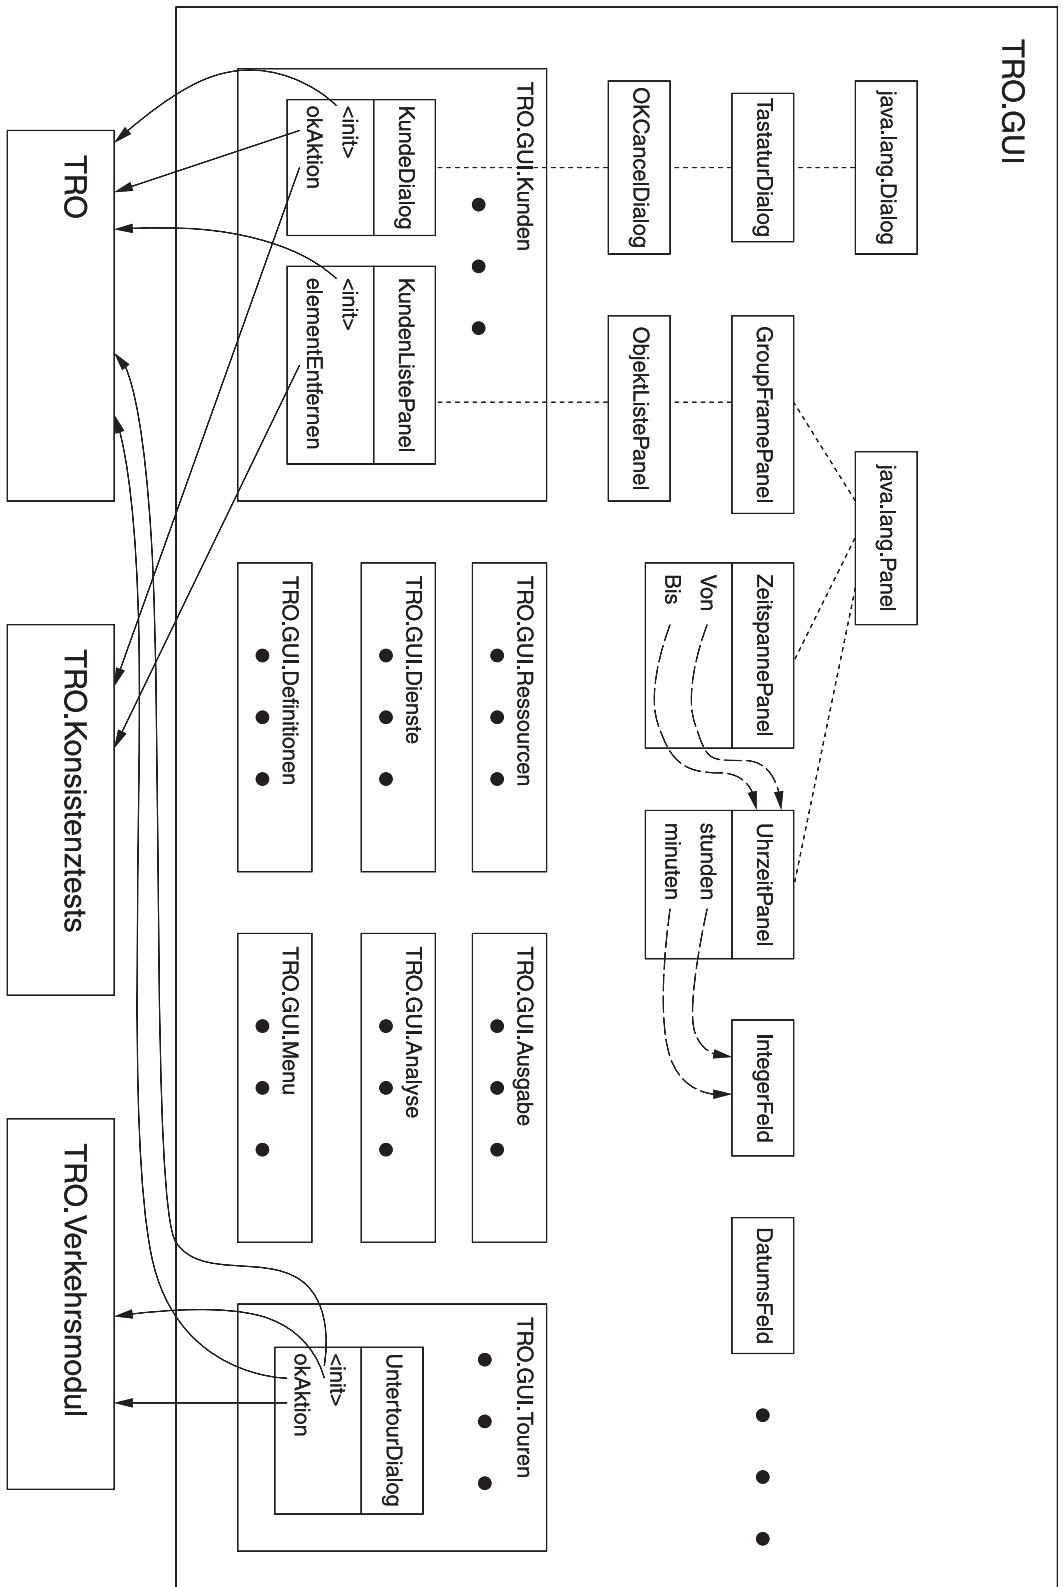 TRO.GUI
java.lang.Dialog
java.lang.Panel
TastaturDialog
GroupFramePanel
ZeitspannePanel
Von
Bis
UhrzeitPanel
stunden
minuten
IntegerFeld
DatumsFeld
OKCancelDialog
ObjektListePanel
TRO.GUI.Kunden
KundeDialog
<init>
okAktion
KundenListePanel
<init>
elementEntfernen
TRO.GUI.Ressourcen
TRO.GUI.Ausgabe
TRO.GUI.Dienste
TRO.GUI.Analyse
TRO.GUI.Definitionen
TRO.GUI.Menu
TRO.GUI.Touren
UntertourDialog
<init>
okAktion
TRO
TRO.Konsistenztests
TRO.Verkehrsmodul